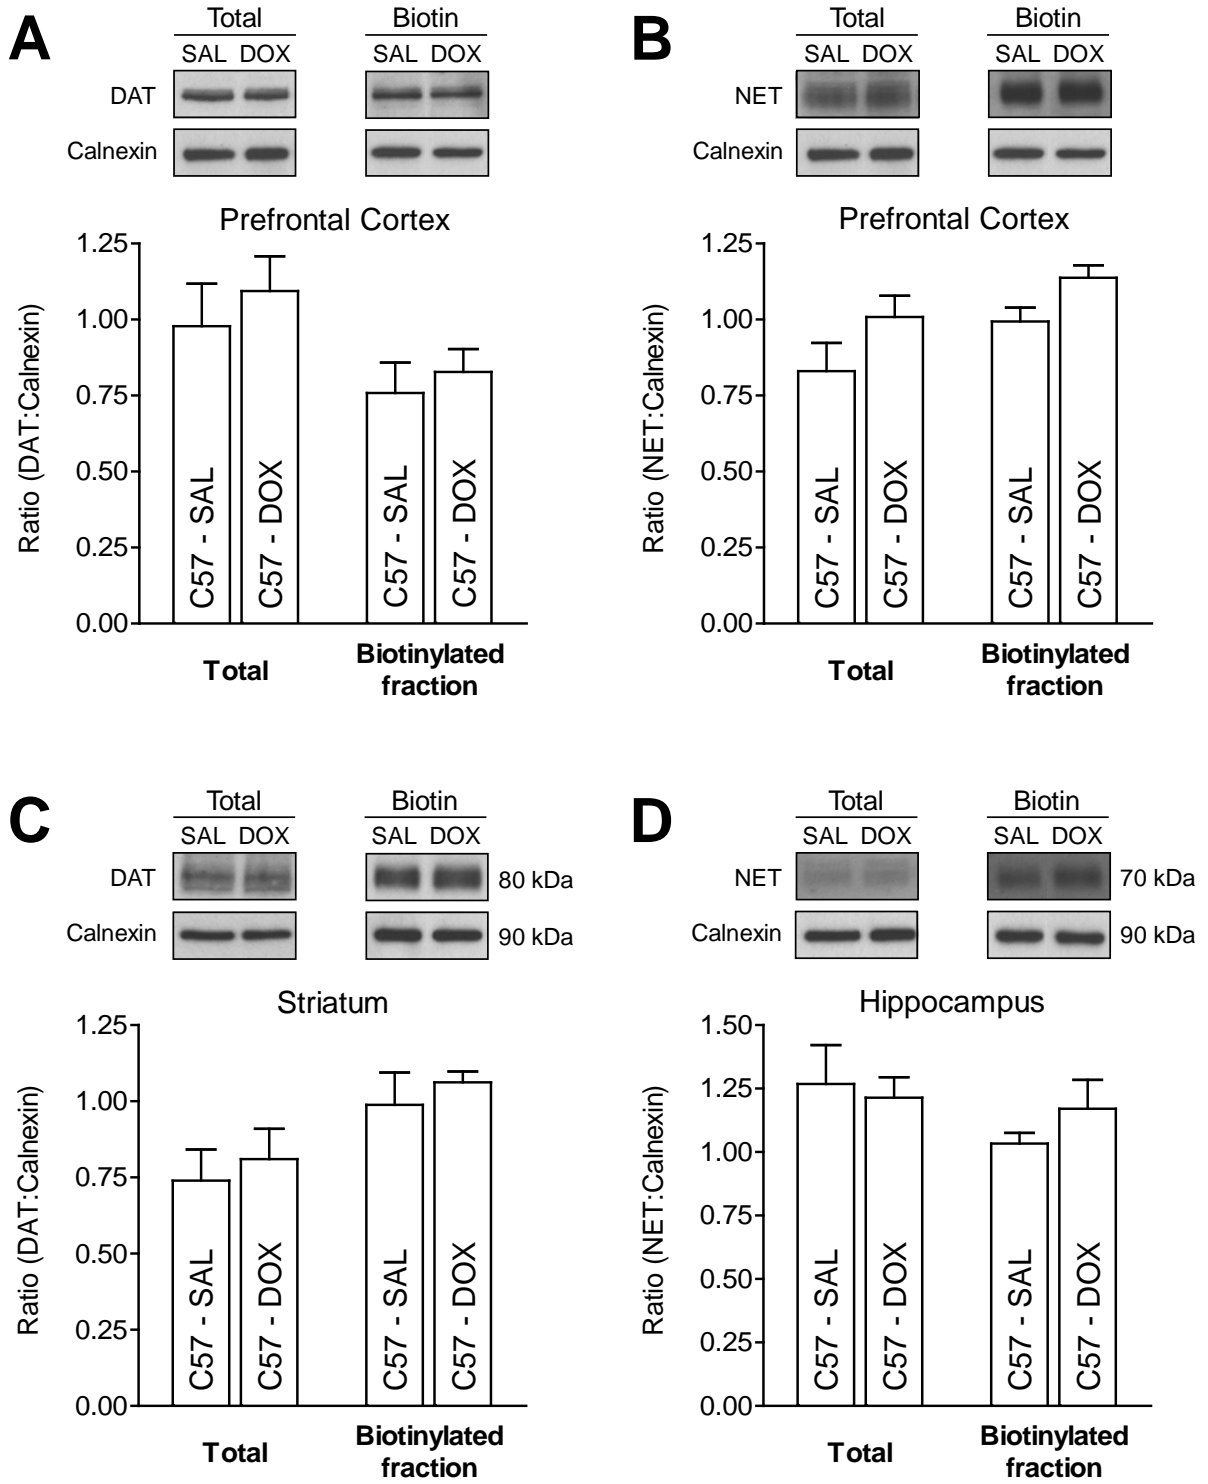 A
Total Biotin
SAL DOX SAL DOX
DAT
Calnexin
Prefrontal Cortex
Ratio (DAT:Calnexin)
1.25
1.00
0.75
0.50
0.25
0.00
C57 - SAL
C57 - DOX
C57 - SAL
C57 - DOX
Total
Biotinylated
fraction
B
Total Biotin
SAL DOX SAL DOX
NET
Calnexin
Prefrontal Cortex
Ratio (NET:Calnexin)
1.25
1.00
0.75
0.50
0.25
0.00
C57 - SAL
C57 - DOX
C57 - SAL
C57 - DOX
Total
Biotinylated
fraction
C
Total Biotin
SAL DOX SAL DOX
DAT 80 kDa
Calnexin 90 kDa
Striatum
Ratio (DAT:Calnexin)
1.25
1.00
0.75
0.50
0.25
0.00
C57 - SAL
C57 - DOX
C57 - SAL
C57 - DOX
Total
Biotinylated
fraction
D
Total Biotin
SAL DOX SAL DOX
NET 70 kDa
Calnexin 90 kDa
Hippocampus
Ratio (NET:Calnexin)
1.50
1.25
1.00
0.75
0.50
0.25
0.00
C57 - SAL
C57 - DOX
C57 - SAL
C57 - DOX
Total
Biotinylated
fraction